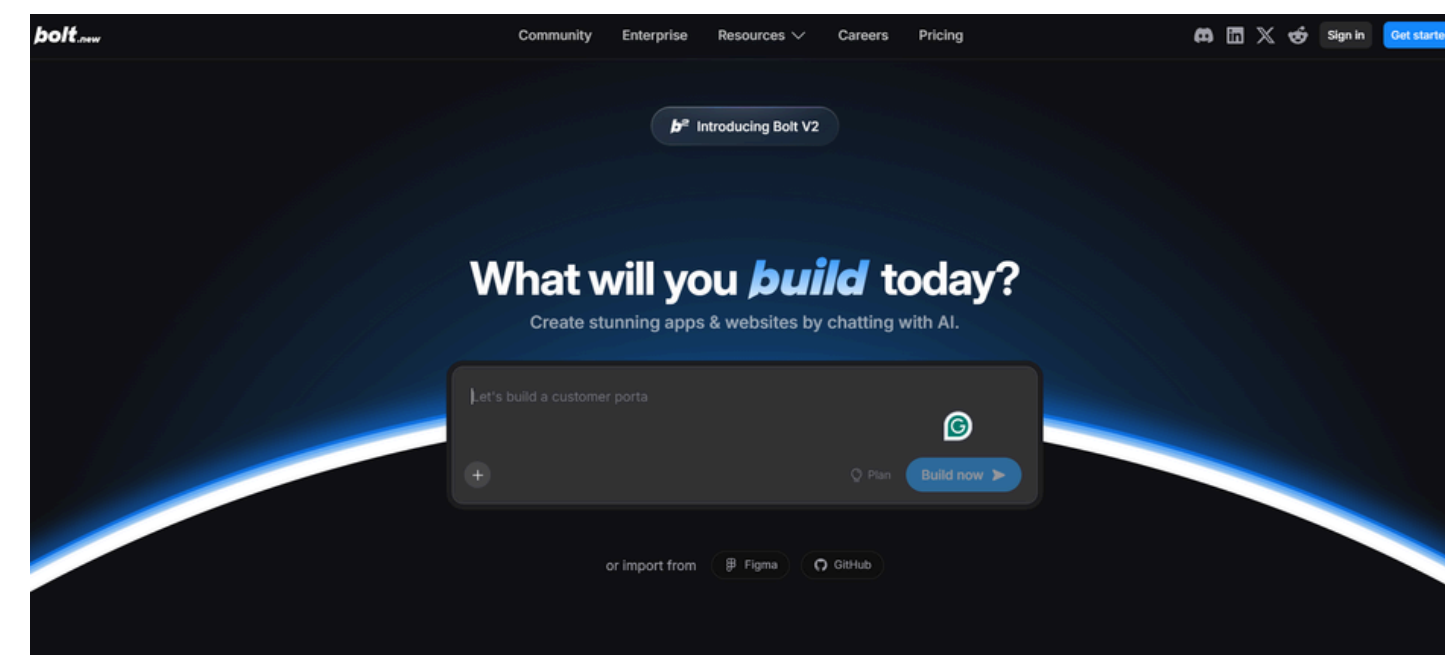 bolt.new
Community Enterprise Resources Careers Pricing Sign in Get starte
b² Introducing Bolt V2
What will you build today?
Create stunning apps & websites by chatting with AI.
Let's build a customer porta
Plan Build now
or import from Figma GitHub